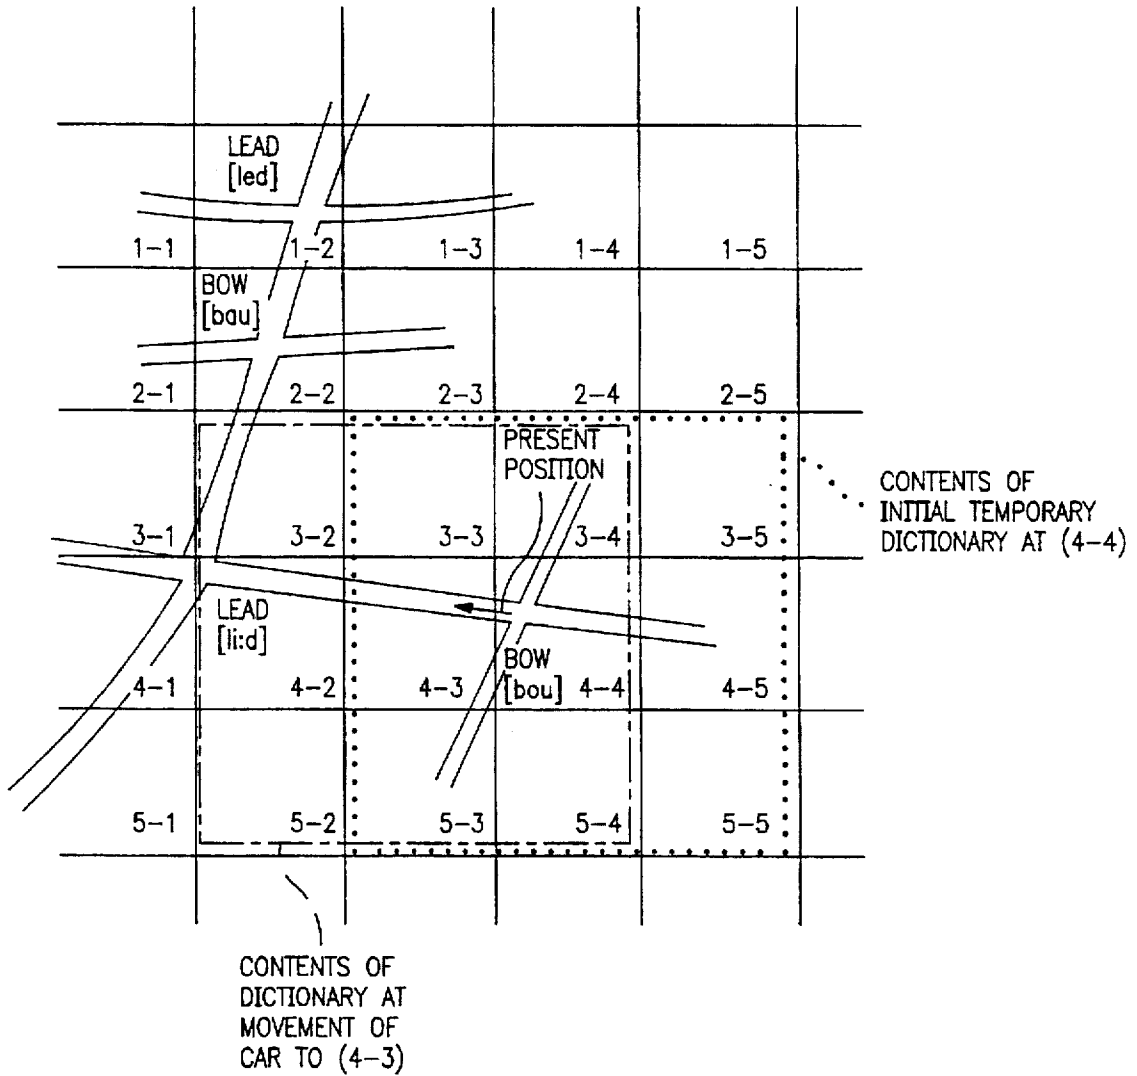 LEAD
[led]
1-1 1-2 1-3 1-4 1-5
BOW
[bau]
2-1 2-2 2-3 2-4 2-5
PRESENT
POSITION
CONTENTS OF
INITIAL TEMPORARY
DICTIONARY AT (4-4)
3-1 3-2 3-3 3-4 3-5
LEAD
[li:d]
BOW
[bou]
4-1 4-2 4-3 4-4 4-5
5-1 5-2 5-3 5-4 5-5
CONTENTS OF
DICTIONARY AT
MOVEMENT OF
CAR TO (4-3)